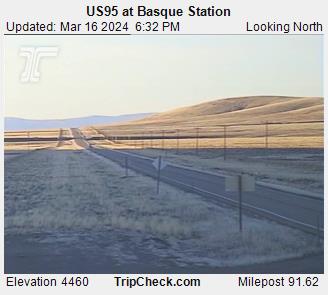 US95 at Basque Station
Updated: Mar 16 2024 6:32 PM Looking North
Elevation 4460 TripCheck.com Milepost 91.62